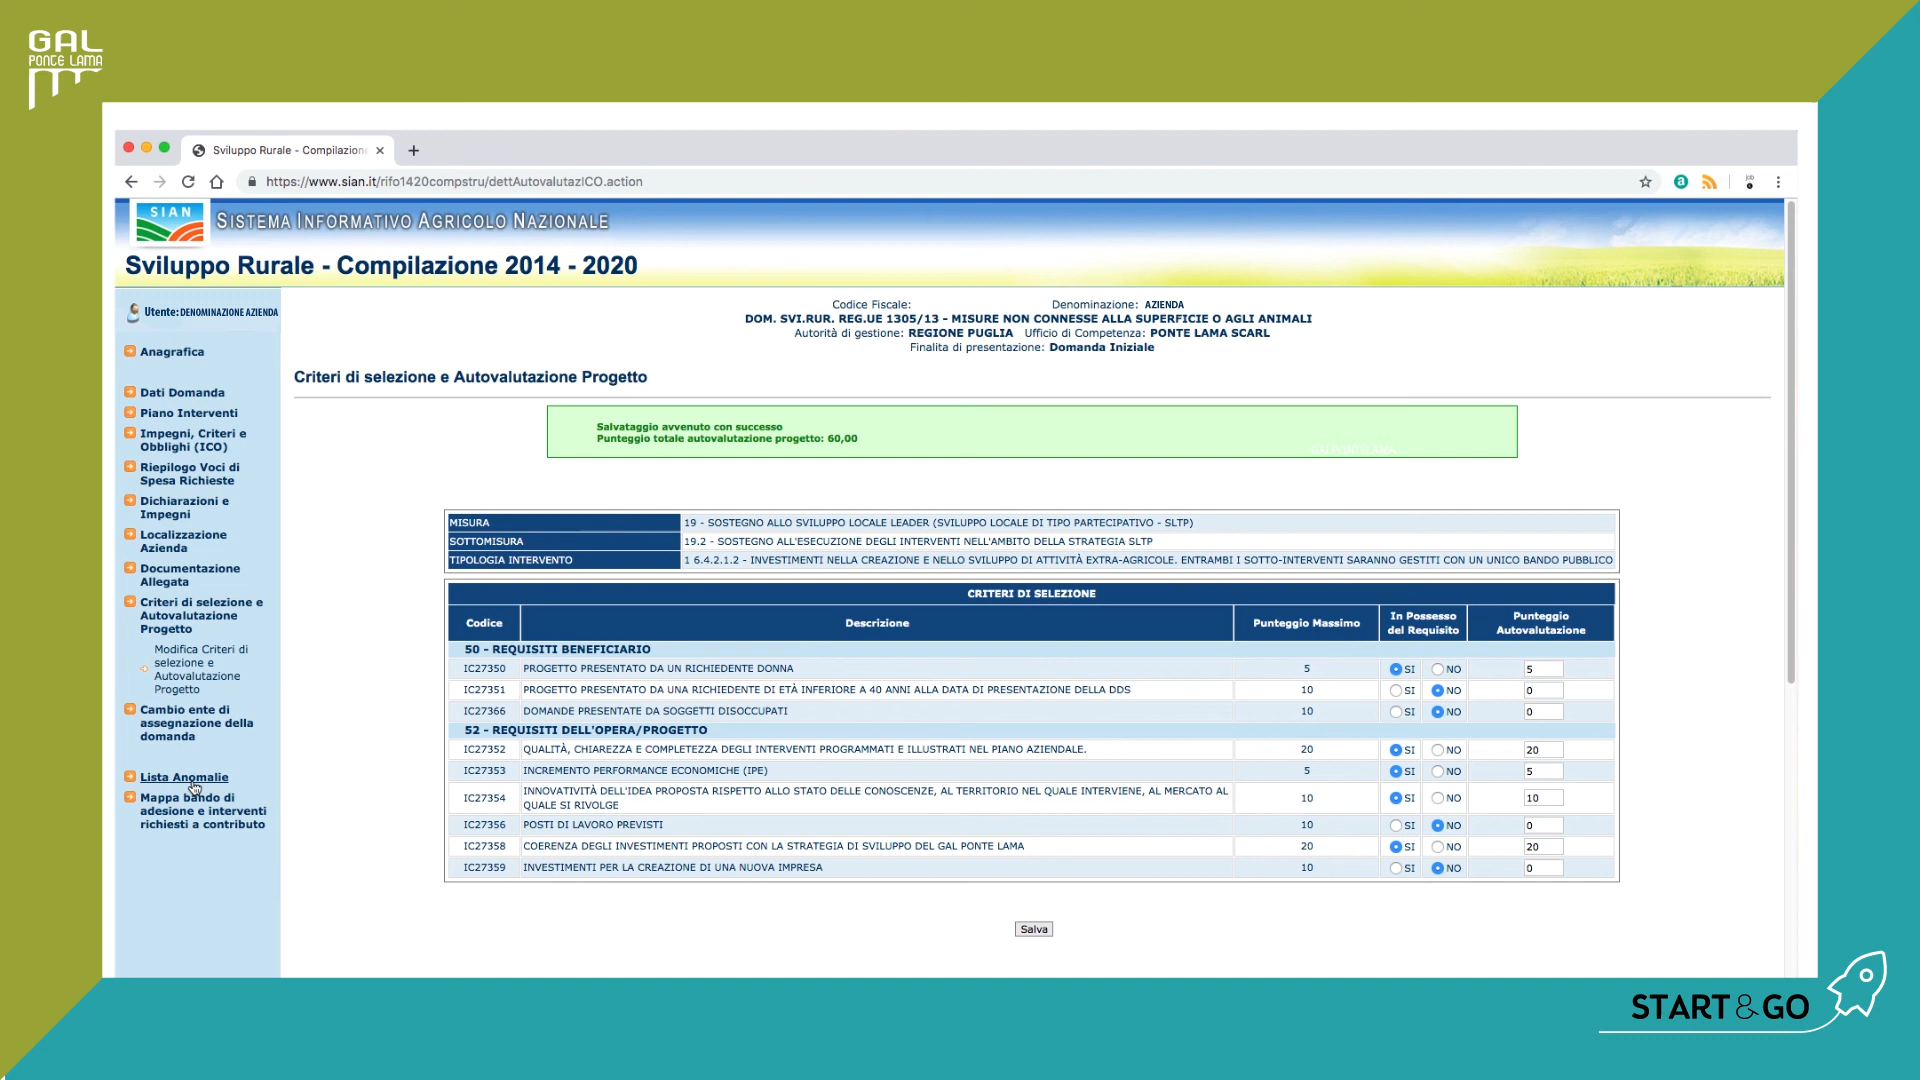 GAL
PONTE LAMA
Sviluppo Rurale - Compilazione
https://www.sian.it/rifo1420compstru/dettAutovalutazICO.action
job
SIAN
SISTEMA INFORMATIVO AGRICOLO NAZIONALE
Sviluppo Rurale - Compilazione 2014 - 2020
Utente: DENOMINAZIONE AZIENDA
Anagrafica
Dati Domanda
Piano Interventi
Impegni, Criteri e
Obblighi (ICO)
Riepilogo Voci di
Spesa Richieste
Dichiarazioni e
Impegni
Localizzazione
Azienda
Documentazione
Allegata
Criteri di selezione e
Autovalutazione
Progetto
Modifica Criteri di
selezione e
Autovalutazione
Progetto
Cambio ente di
assegnazione della
domanda
Lista Anomalie
Mappa bando di
adesione e interventi
richiesti a contributo
Codice Fiscale: Denominazione: AZIENDA
DOM. SVI.RUR. REG.UE 1305/13 - MISURE NON CONNESSE ALLA SUPERFICIE O AGLI ANIMALI
Autorità di gestione: REGIONE PUGLIA Ufficio di Competenza: PONTE LAMA SCARL
Finalita di presentazione: Domanda Iniziale
Criteri di selezione e Autovalutazione Progetto
Salvataggio avvenuto con successo
Punteggio totale autovalutazione progetto: 60,00
GALPONTELAMA
MISURA 19 - SOSTEGNO ALLO SVILUPPO LOCALE LEADER (SVILUPPO LOCALE DI TIPO PARTECIPATIVO - SLTP)
SOTTOMISURA 19.2 - SOSTEGNO ALL'ESECUZIONE DEGLI INTERVENTI NELL'AMBITO DELLA STRATEGIA SLTP
TIPOLOGIA INTERVENTO 1 6.4.2.1.2 - INVESTIMENTI NELLA CREAZIONE E NELLO SVILUPPO DI ATTIVITÀ EXTRA-AGRICOLE. ENTRAMBI I SOTTO-INTERVENTI SARANNO GESTITI CON UN UNICO BANDO PUBBLICO
CRITERI DI SELEZIONE
Codice Descrizione Punteggio Massimo In Possesso del Requisito Punteggio Autovalutazione
50 - REQUISITI BENEFICIARIO
IC27350 PROGETTO PRESENTATO DA UN RICHIEDENTE DONNA 5 SI NO 5
IC27351 PROGETTO PRESENTATO DA UNA RICHIEDENTE DI ETÀ INFERIORE A 40 ANNI ALLA DATA DI PRESENTAZIONE DELLA DDS 10 SI NO 0
IC27366 DOMANDE PRESENTATE DA SOGGETTI DISOCCUPATI 10 SI NO 0
52 - REQUISITI DELL'OPERA/PROGETTO
IC27352 QUALITÀ, CHIAREZZA E COMPLETEZZA DEGLI INTERVENTI PROGRAMMATI E ILLUSTRATI NEL PIANO AZIENDALE. 20 SI NO 20
IC27353 INCREMENTO PERFORMANCE ECONOMICHE (IPE) 5 SI NO 5
IC27354 INNOVATIVITÀ DELL'IDEA PROPOSTA RISPETTO ALLO STATO DELLE CONOSCENZE, AL TERRITORIO NEL QUALE INTERVIENE, AL MERCATO AL
QUALE SI RIVOLGE 10 SI NO 10
IC27356 POSTI DI LAVORO PREVISTI 10 SI NO 0
IC27358 COERENZA DEGLI INVESTIMENTI PROPOSTI CON LA STRATEGIA DI SVILUPPO DEL GAL PONTE LAMA 20 SI NO 20
IC27359 INVESTIMENTI PER LA CREAZIONE DI UNA NUOVA IMPRESA 10 SI NO 0
Salva
START&GO